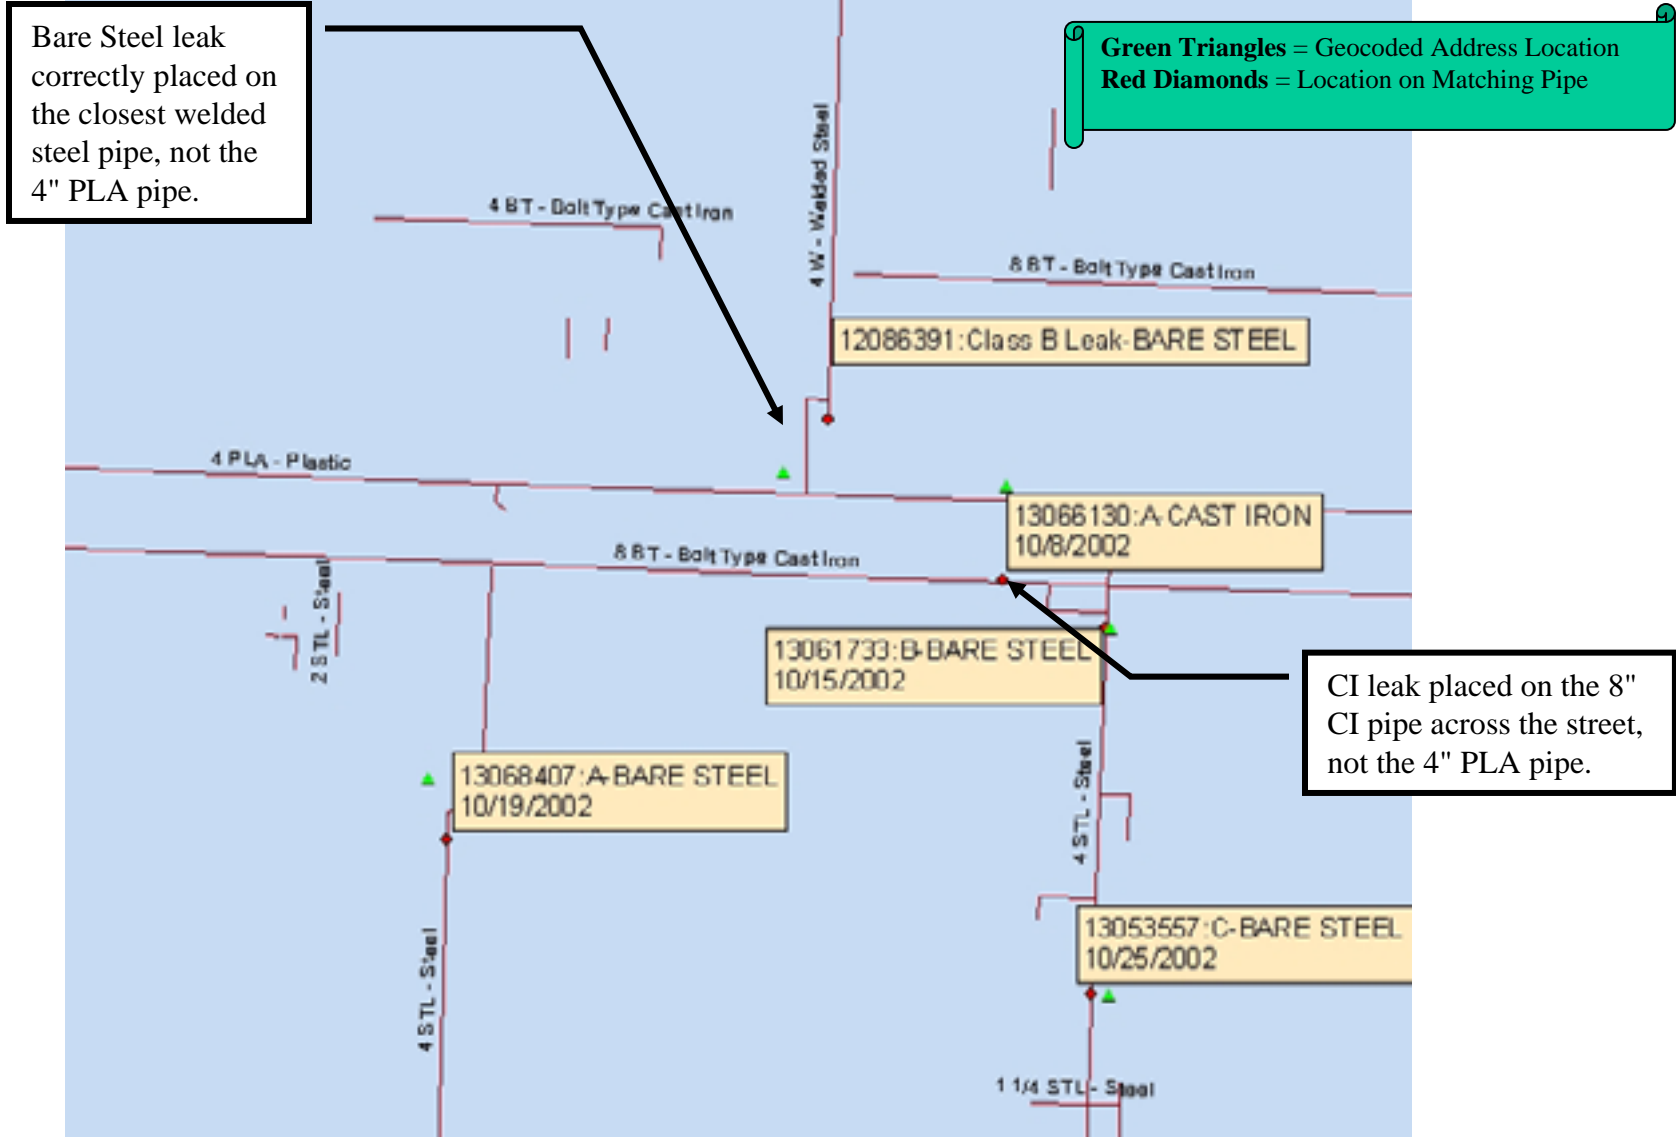 Bare Steel leak
correctly placed on
the closest welded
steel pipe, not the
4" PLA pipe.
Green Triangles = Geocoded Address Location
Red Diamonds = Location on Matching Pipe
4 BT - Bolt Type Cast Iron
4 W - Welded Steel
8 BT - Bolt Type Cast Iron
12086391:Class B Leak-BARE STEEL
4 PLA - Plastic
13066130:A-CAST IRON
10/8/2002
8 BT - Bolt Type Cast Iron
2 STL - Steel
13061733:B-BARE STEEL
10/15/2002
CI leak placed on the 8"
CI pipe across the street,
not the 4" PLA pipe.
13068407:A-BARE STEEL
10/19/2002
4 STL - Steel
13053557:C-BARE STEEL
10/25/2002
4 STL - Steel
1 1/4 STL - Steel